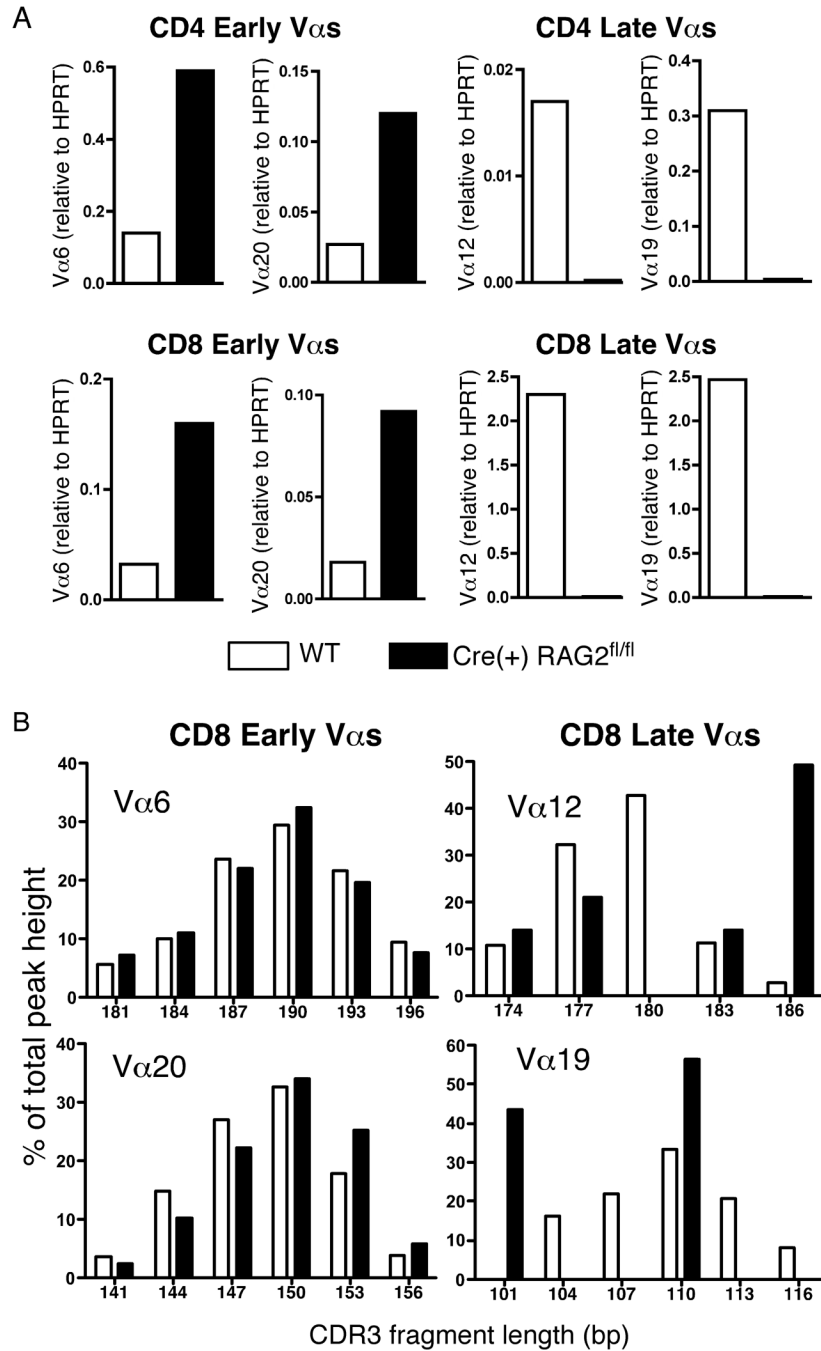 A
CD4 Early Vαs
CD4 Late Vαs
Vα6 (relative to HPRT)
0.6
0.4
0.2
0.0
Vα20 (relative to HPRT)
0.15
0.10
0.05
0.00
Vα12 (relative to HPRT)
0.02
0.01
0.00
Vα19 (relative to HPRT)
0.4
0.3
0.2
0.1
0.0
CD8 Early Vαs
CD8 Late Vαs
Vα6 (relative to HPRT)
0.2
0.1
0.0
Vα20 (relative to HPRT)
0.10
0.05
0.00
Vα12 (relative to HPRT)
2.5
2.0
1.5
1.0
0.5
0.0
Vα19 (relative to HPRT)
2.5
2.0
1.5
1.0
0.5
0.0
WT
Cre(+) RAG2fl/fl
B
CD8 Early Vαs
CD8 Late Vαs
% of total peak height
Vα6
40
30
20
10
0
181 184 187 190 193 196
Vα12
50
40
30
20
10
0
174 177 180 183 186
Vα20
40
30
20
10
0
141 144 147 150 153 156
Vα19
60
50
40
30
20
10
0
101 104 107 110 113 116
CDR3 fragment length (bp)